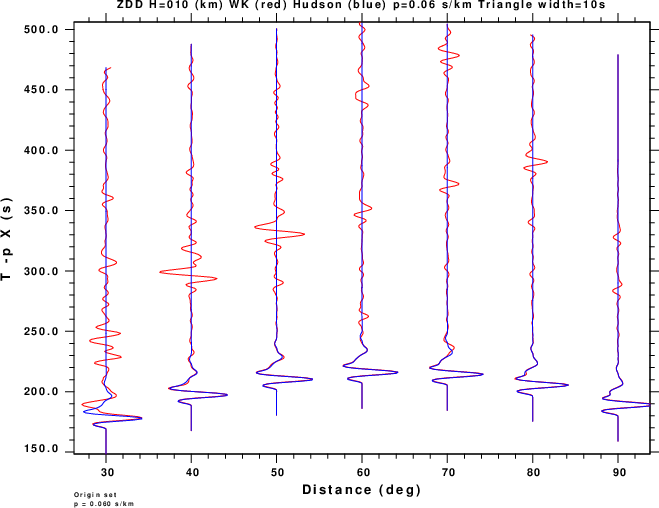 ZDD H=010 (km) WK (red) Hudson (blue) p=0.06 s/km Triangle width=10s
500.0
450.0
400.0
350.0
300.0
250.0
200.0
150.0
T -p X (s)
30 40 50 60 70 80 90
Distance (deg)
Origin set
p = 0.060 s/km